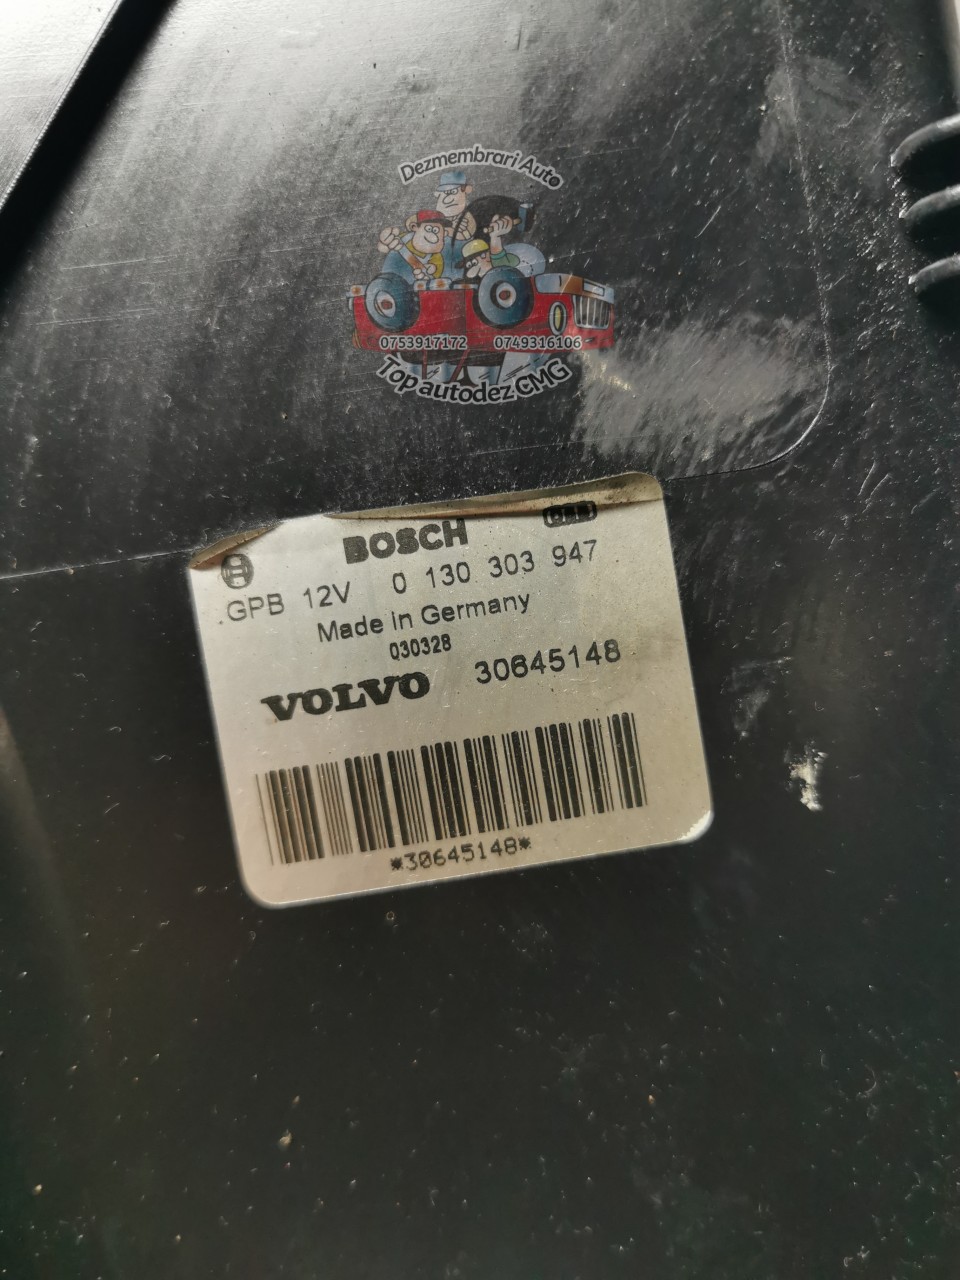 Dezmembrari Auto
0753917172 0749316106
Top autodez CMG
BOSCH
GPB 12V 0 130 303 947
Made in Germany
030328
VOLVO 30645148
*30645148*